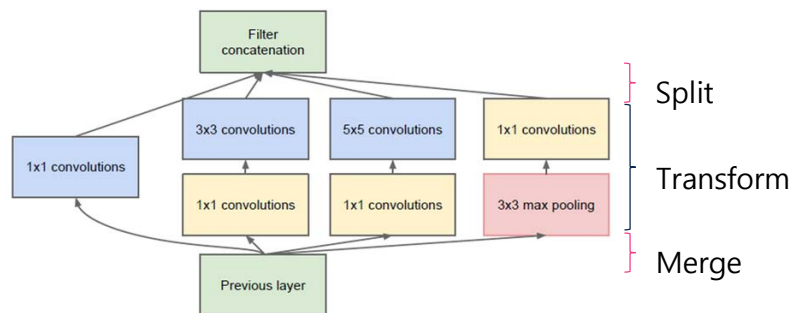 Filter
concatenation
Split
3x3 convolutions
5x5 convolutions
1x1 convolutions
1x1 convolutions
Transform
1x1 convolutions
1x1 convolutions
3x3 max pooling
Merge
Previous layer